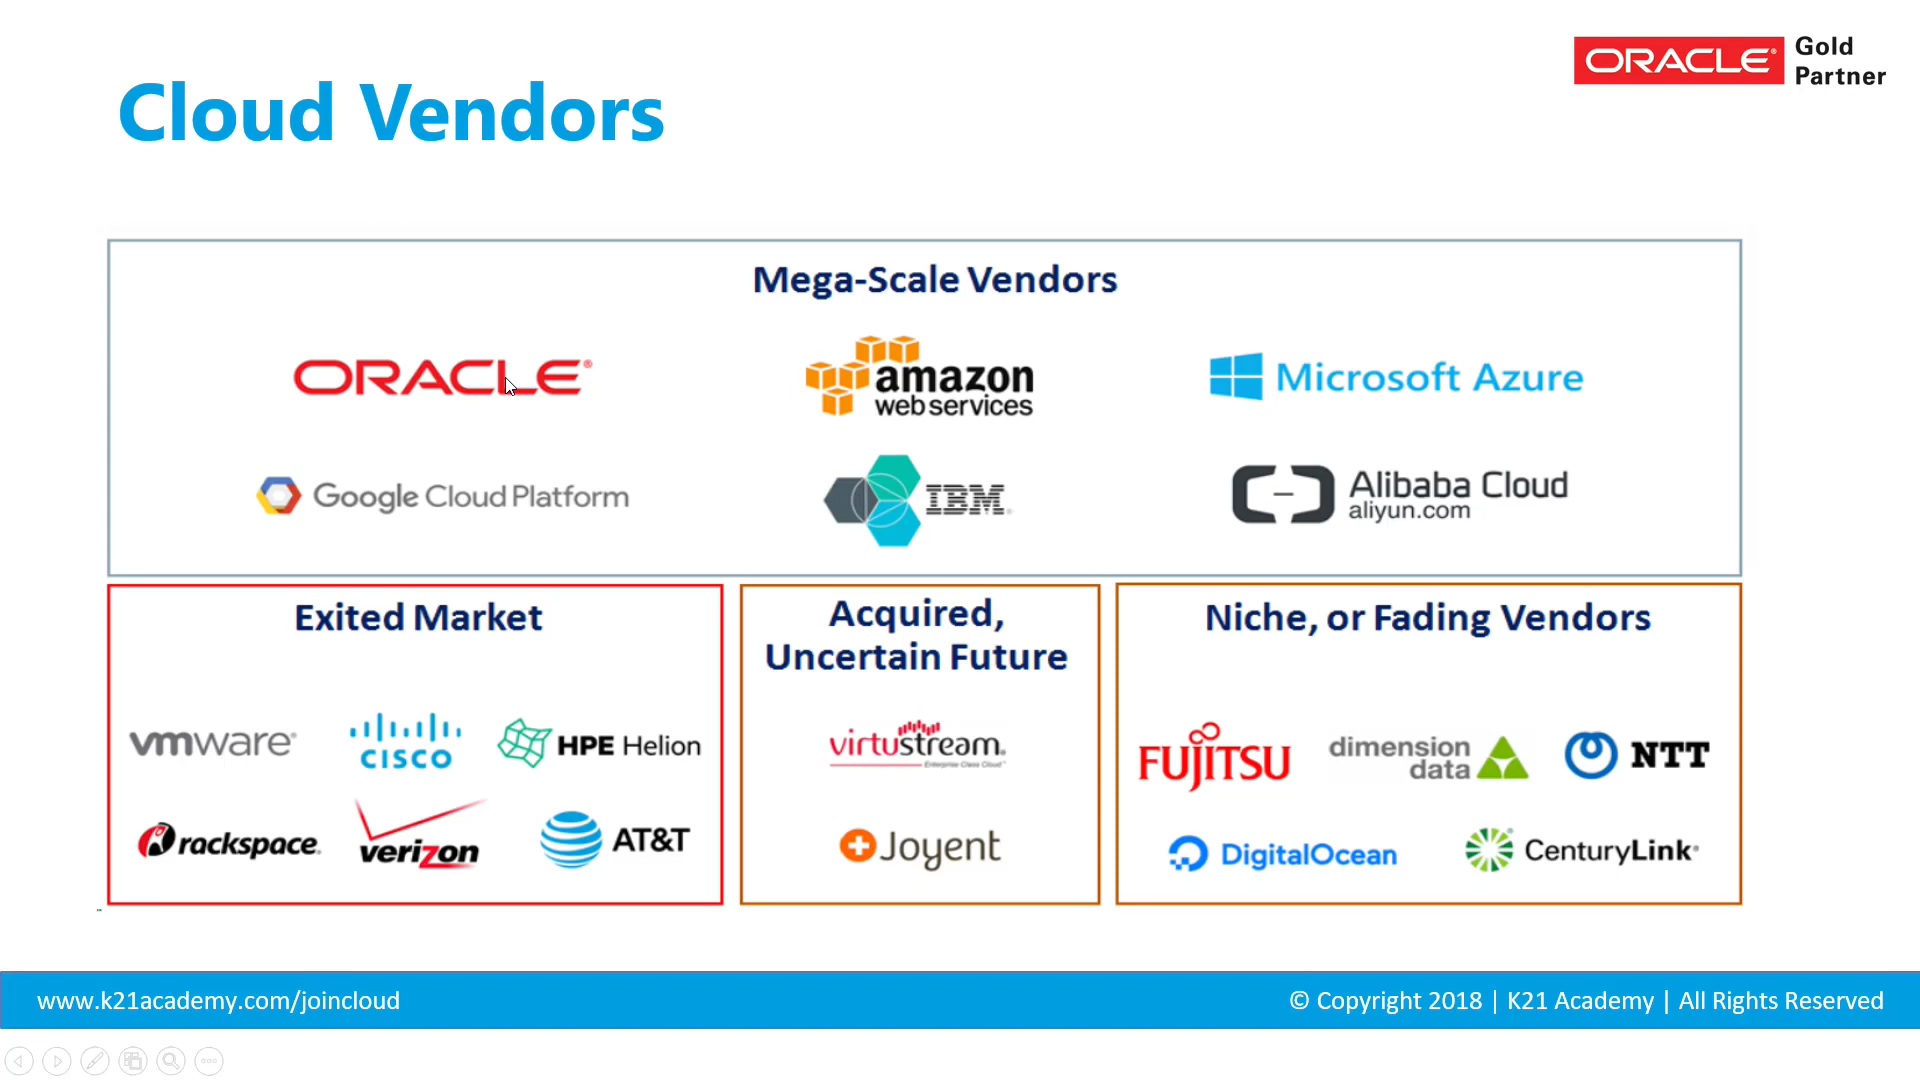 ORACLE® Gold
Partner
Cloud Vendors
Mega-Scale Vendors
ORACLE®
amazon
web services
Microsoft Azure
Google Cloud Platform
IBM
Alibaba Cloud
aliyun.com
Exited Market
vmware
CISCO
HPE Helion
rackspace
verizon
AT&T
Acquired,
Uncertain Future
virtustream
Enterprise Class Cloud
Joyent
Niche, or Fading Vendors
FUJITSU
dimension
data
NTT
DigitalOcean
CenturyLink
www.k21academy.com/joincloud
© Copyright 2018 | K21 Academy | All Rights Reserved